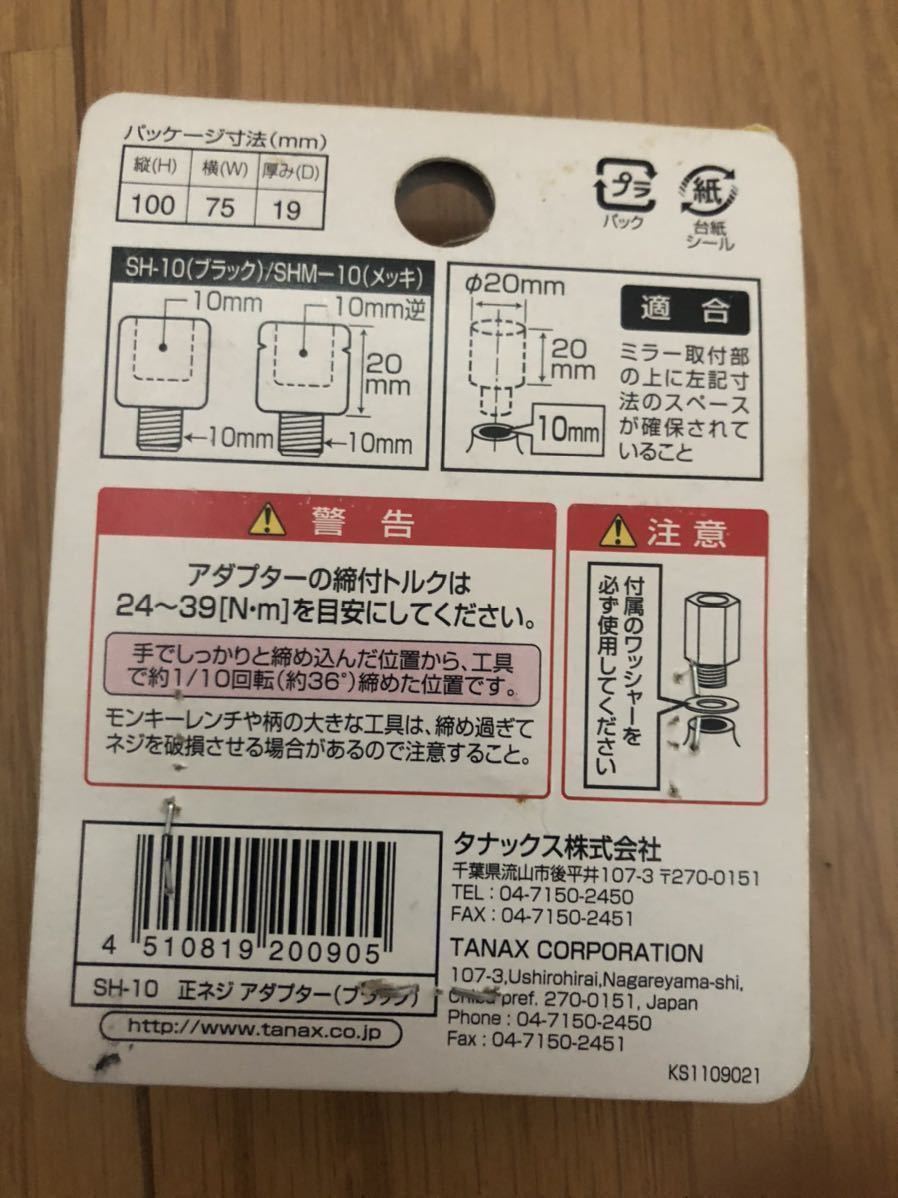 パッケージ寸法(mm)
縦(H) 横(W) 厚み(D)
100 75 19
プラ
パック
紙
台紙
シール
SH-10(ブラック)/SHM-10(メッキ)
10mm 10mm逆
20
mm
10mm 10mm
φ20mm
20
mm
10mm
適合
ミラー取付部
の上に左記寸
法のスペース
が確保されて
いること
警告
アダプターの締付トルクは
24〜39[N・m]を目安にしてください。
手でしっかりと締め込んだ位置から、工具
で約1/10回転(約36°)締めた位置です。
モンキーレンチや柄の大きな工具は、締め過ぎて
ネジを破損させる場合があるので注意すること。
注意
付属のワッシャーを
必ず使用してください
4 510819 200905
SH-10 正ネジ アダプター(ブラック)
http://www.tanax.co.jp
タナックス株式会社
千葉県流山市後平井107-3 〒270-0151
TEL : 04-7150-2450
FAX : 04-7150-2451
TANAX CORPORATION
107-3,Ushirohirai,Nagareyama-shi,
Chiba pref. 270-0151, Japan
Phone : 04-7150-2450
Fax : 04-7150-2451
KS1109021